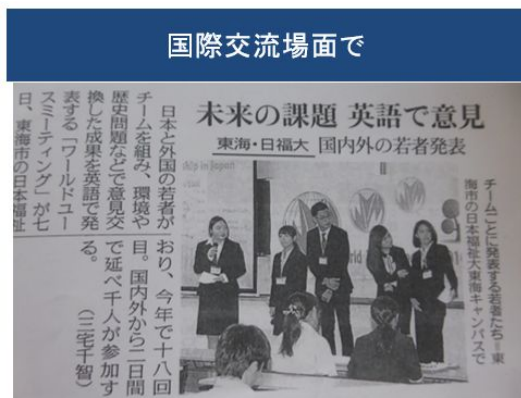 国際交流場面で
未来の課題 英語で意見
東海・日福大 国内外の若者発表
チームごとに発表する若者たち＝東
海市の日本福祉大東海キャンパスで
日本と外国の若者が
チームを組み、環境や
歴史問題などで意見交
換した成果を英語で発
表する「ワールドユー
スミーティング」が七
日、東海市の日本福祉
ship in Japan
おり、今年で十八回
目。国内外から二日間
で延べ千人が参加す
る。
（三宅千智）